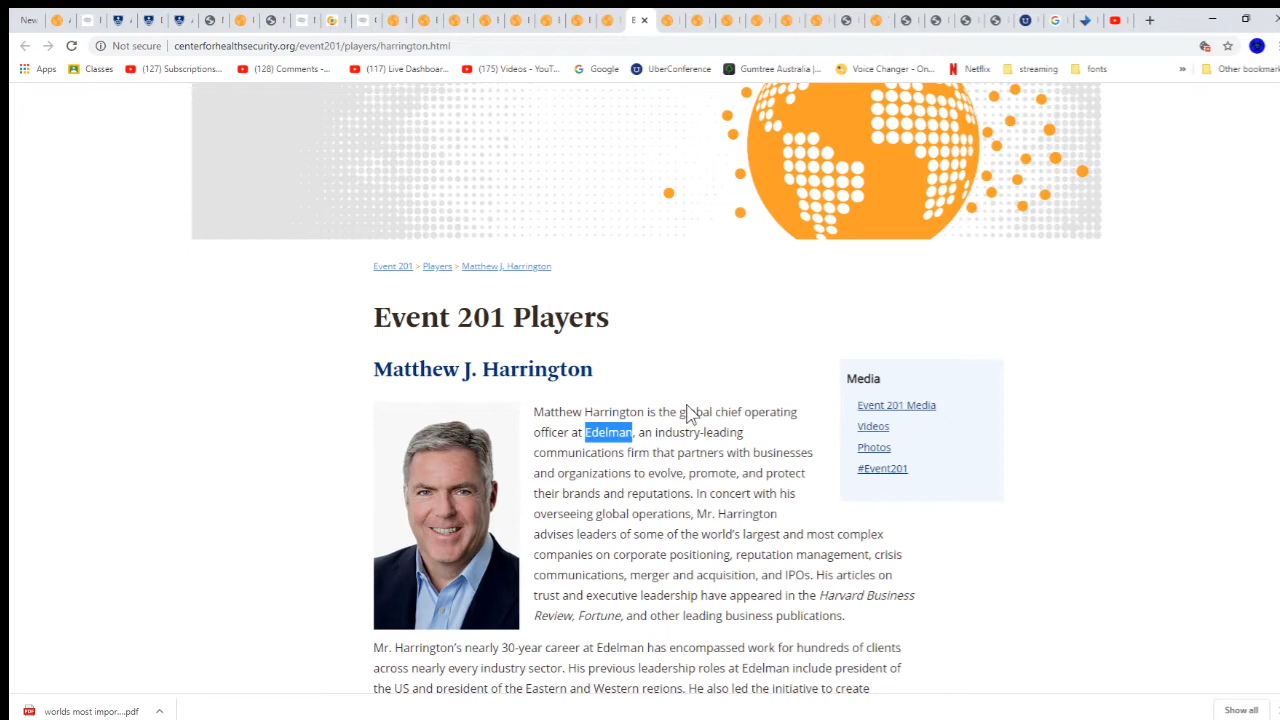 New
Not secure
centerforhealthsecurity.org/event201/players/harrington.html
Apps
Classes
(127) Subscriptions...
(128) Comments -...
(117) Live Dashboar...
(175) Videos - YouT...
Google
UberConference
Gumtree Australia |...
Voice Changer - On...
Netflix
streaming
fonts
»
Other bookmark
Event 201 > Players > Matthew J. Harrington
Event 201 Players
Matthew J. Harrington
Matthew Harrington is the global chief operating
officer at Edelman, an industry-leading
communications firm that partners with businesses
and organizations to evolve, promote, and protect
their brands and reputations. In concert with his
overseeing global operations, Mr. Harrington
advises leaders of some of the world's largest and most complex
companies on corporate positioning, reputation management, crisis
communications, merger and acquisition, and IPOs. His articles on
trust and executive leadership have appeared in the Harvard Business
Review, Fortune, and other leading business publications.
Mr. Harrington's nearly 30-year career at Edelman has encompassed work for hundreds of clients
across nearly every industry sector. His previous leadership roles at Edelman include president of
the US and president of the Eastern and Western regions. He also led the initiative to create
Media
Event 201 Media
Videos
Photos
#Event201
worlds most impor....pdf
Show all